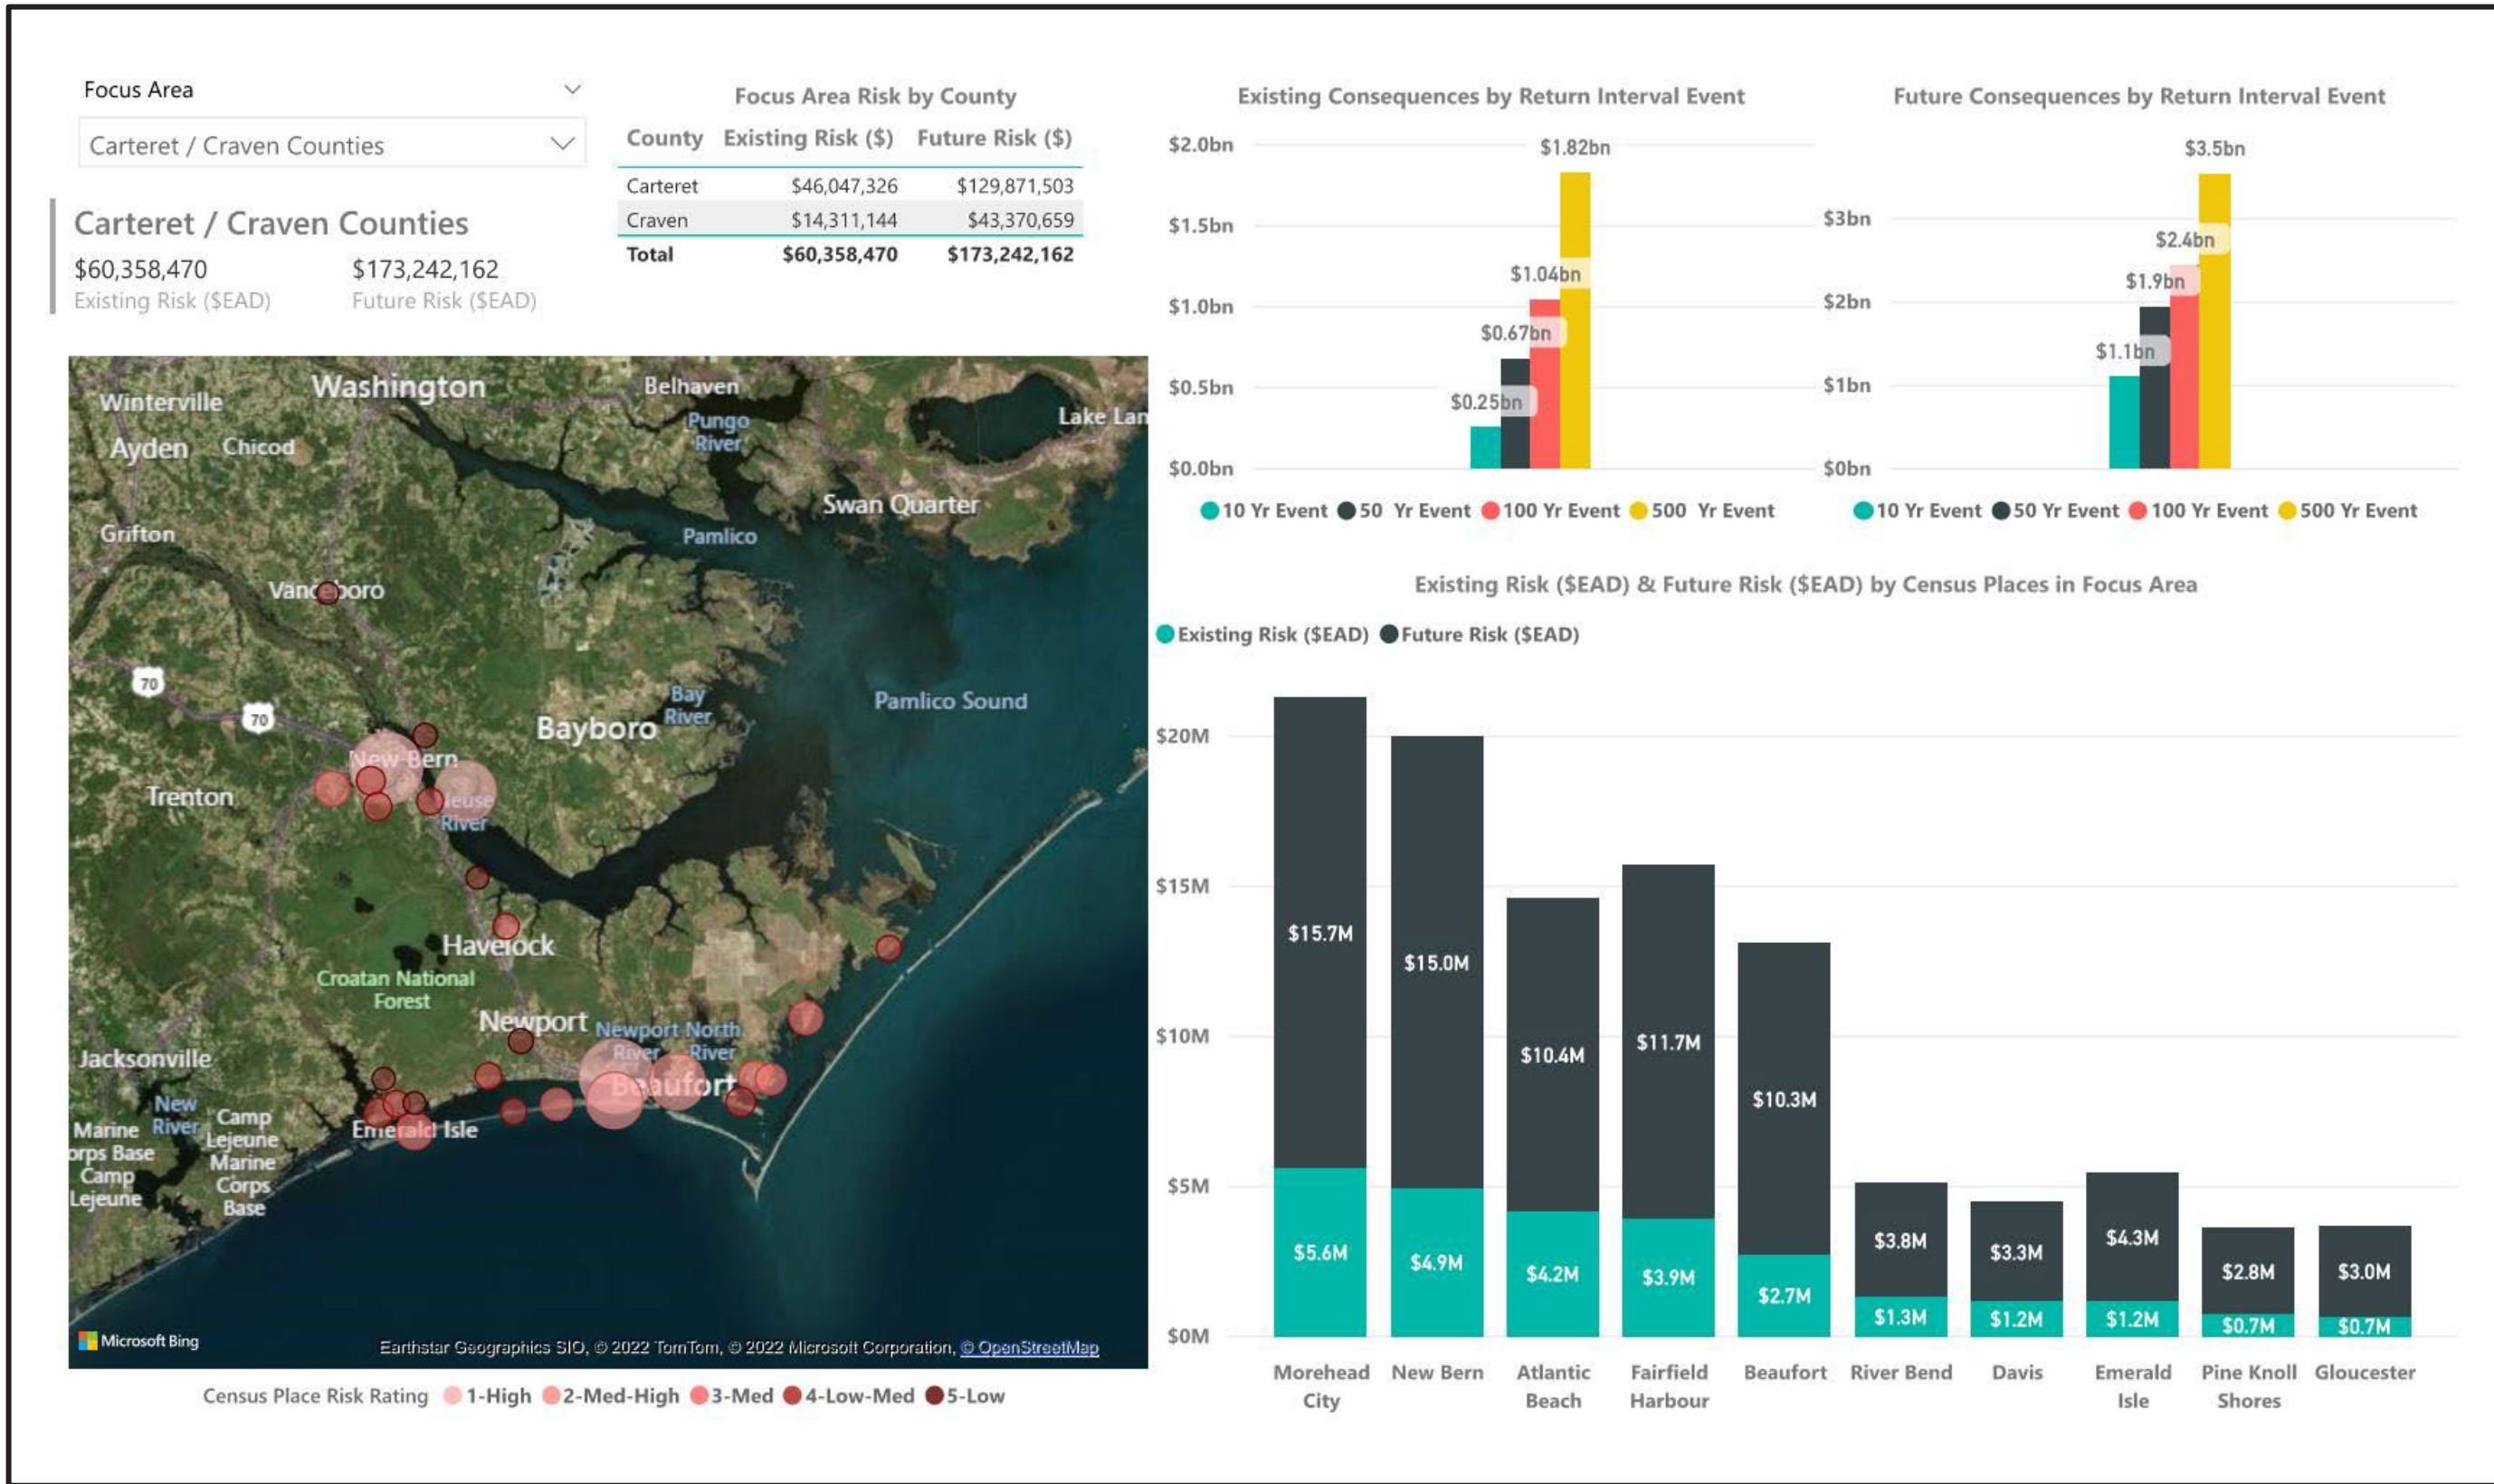 Focus Area
Carteret / Craven Counties
Carteret / Craven Counties
$60,358,470 $173,242,162
Existing Risk ($EAD) Future Risk ($EAD)
Focus Area Risk by County
County Existing Risk ($) Future Risk ($)
Carteret $46,047,326 $129,871,503
Craven $14,311,144 $43,370,659
Total $60,358,470 $173,242,162
Existing Consequences by Return Interval Event
$2.0bn
$1.5bn
$1.0bn
$0.5bn
$0.0bn
$1.82bn
$1.04bn
$0.67bn
$0.25bn
10 Yr Event 50 Yr Event 100 Yr Event 500 Yr Event
Future Consequences by Return Interval Event
$3bn
$2bn
$1bn
$0bn
$3.5bn
$2.4bn
$1.9bn
$1.1bn
10 Yr Event 50 Yr Event 100 Yr Event 500 Yr Event
Washington
Belhaven
Winterville
Pungo
River
Lake Lan
Ayden Chicod
Swan Quarter
Grifton
Pamlico
Vanceboro
70
70
Bay
River
Pamlico Sound
Bayboro
New Bern
Trenton
Neuse
River
Havelock
Croatan National
Forest
Newport
Newport North
River River
Jacksonville
Beaufort
New
River
Camp
Lejeune
Marine
Corps
Base
Marine
orps Base
Camp
Lejeune
Emerald Isle
Microsoft Bing
Earthstar Geographics SIO, © 2022 TomTom, © 2022 Microsoft Corporation, © OpenStreetMap
Census Place Risk Rating 1-High 2-Med-High 3-Med 4-Low-Med 5-Low
Existing Risk ($EAD) & Future Risk ($EAD) by Census Places in Focus Area
Existing Risk ($EAD) Future Risk ($EAD)
$20M
$15M
$10M
$5M
$0M
$15.7M
$15.0M
$10.4M
$11.7M
$10.3M
$3.8M
$3.3M
$4.3M
$2.8M
$3.0M
$5.6M
$4.9M
$4.2M
$3.9M
$2.7M
$1.3M
$1.2M
$1.2M
$0.7M
$0.7M
Morehead
City
New Bern
Atlantic
Beach
Fairfield
Harbour
Beaufort
River Bend
Davis
Emerald
Isle
Pine Knoll
Shores
Gloucester